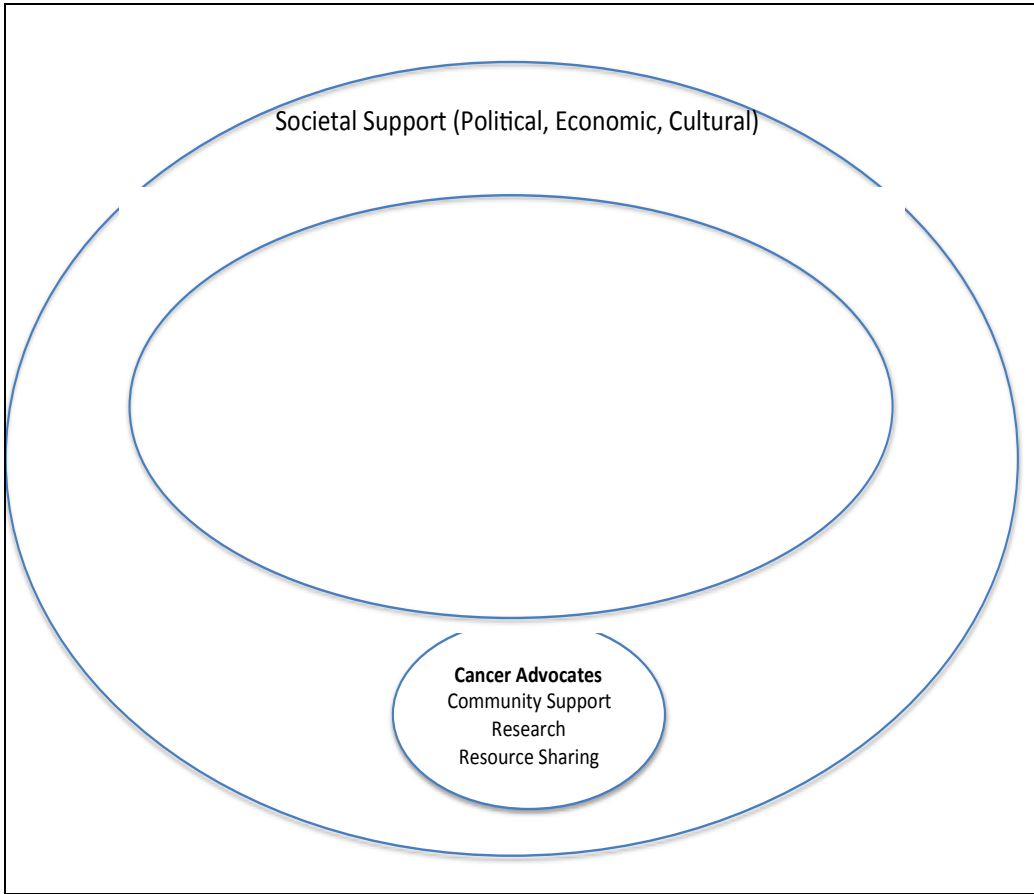 Societal Support (Political, Economic, Cultural)
Cancer Advocates
Community Support
Research
Resource Sharing